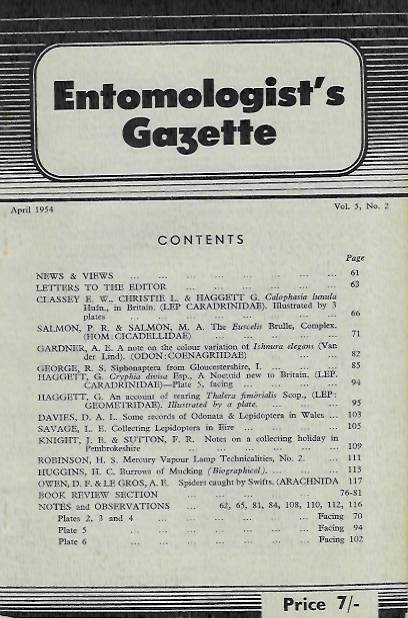 Entomologist's
Gazette
April 1954 Vol. 5, No. 2
CONTENTS
Page
NEWS & VIEWS ... ... ... ... ... ... ... 61
LETTERS TO THE EDITOR ... ... ... ... ... ... 63
CLASSEY E. W., CHRISTIE L. & HAGGETT G. Calophasia lunula
Hufn., in Britain. (LEP CARADRINIDAE). Illustrated by 3
plates ... ... ... ... ... ... ... ... 66
SALMON, P. R. & SALMON, M. A. The Euscelis Brulle, Complex.
(HOM: CICADELLIDAE) ... ... ... ... ... 71
GARDNER, A. E. A note on the colour variation of Ishnura elegans (Van
der Lind). (ODON: COENAGRIIDAE) ... ... ... 82
GEORGE, R. S. Siphonaptera from Gloucestershire, I. ... ... 85
HAGGETT, G. Gryphia divisa Esp., A Noctuid new to Britain. (LEP.
CARADRINIDAE)—Plate 5, facing ... ... ... ... 94
HAGGETT, G. An account of rearing Thalera fimbrialis Scop., (LEP:
GEOMETRIDAE). Illustrated by a plate. ... ... ... 95
DAVIES, D. A. L. Some records of Odonata & Lepidoptera in Wales ... 103
SAVAGE, L. E. Collecting Lepidoptera in Eire ... ... ... 105
KNIGHT, J. E. & SUTTON, F. R. Notes on a collecting holiday in
Pembrokeshire ... ... ... ... ... ... 109
ROBINSON, H. S. Mercury Vapour Lamp Technicalities, No. 2. ... 111
HUGGINS, H. C. Burrows of Mucking (Biographical). ... ... ... 113
OWEN, D. F. & LE GROS, A. E. Spiders caught by Swifts. (ARACHNIDA 117
BOOK REVIEW SECTION ... ... ... ... ... 76-81
NOTES and OBSERVATIONS ... 62, 65, 81, 84, 108, 110, 112, 116
Plates 2, 3 and 4 ... ... ... ... ... Facing 70
Plate 5 ... ... ... ... ... ... Facing 94
Plate 6 ... ... ... ... ... ... Facing 102
Price 7/-